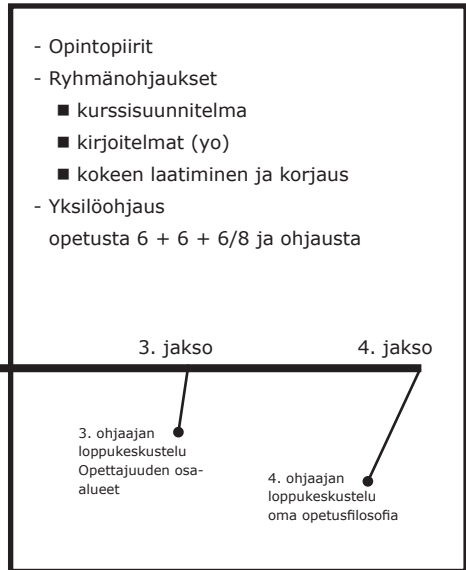 - Opintopiirit
- Ryhmänohjaukset
■ kurssisuunnitelma
■ kirjoitelmat (yo)
■ kokeen laatiminen ja korjaus
- Yksilöohjaus
opetusta 6 + 6 + 6/8 ja ohjausta
3. jakso
4. jakso
3. ohjaajan
loppukeskustelu
Opettajuuden osa-
alueet
4. ohjaajan
loppukeskustelu
oma opetusfilosofia